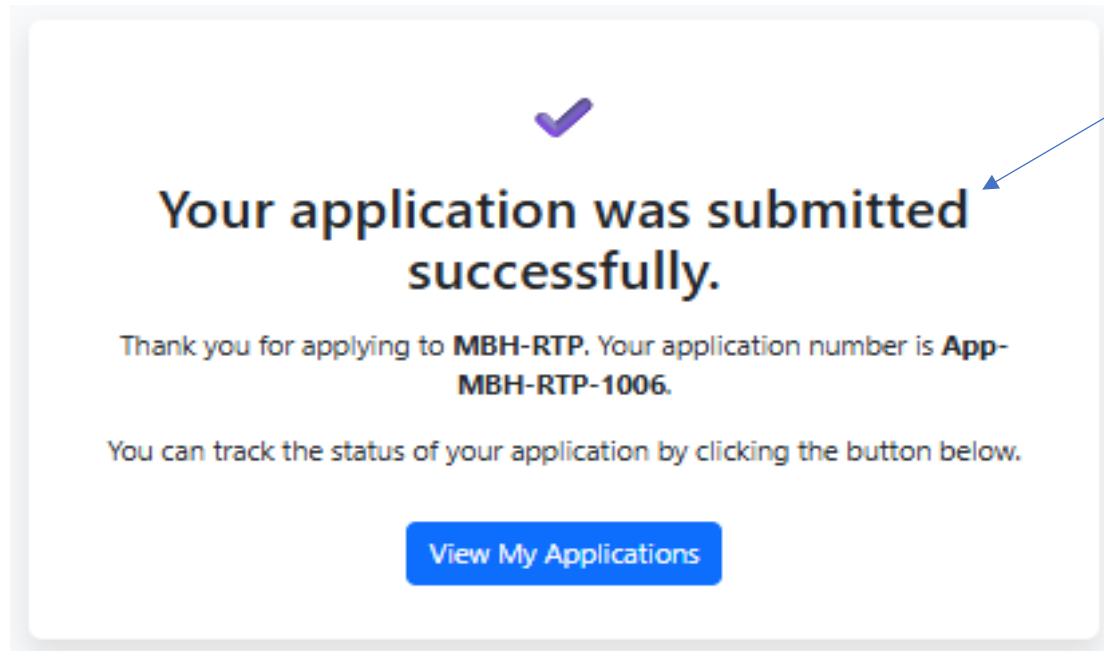 Your application was submitted
successfully.
Thank you for applying to MBH-RTP. Your application number is App-
MBH-RTP-1006.
You can track the status of your application by clicking the button below.
View My Applications